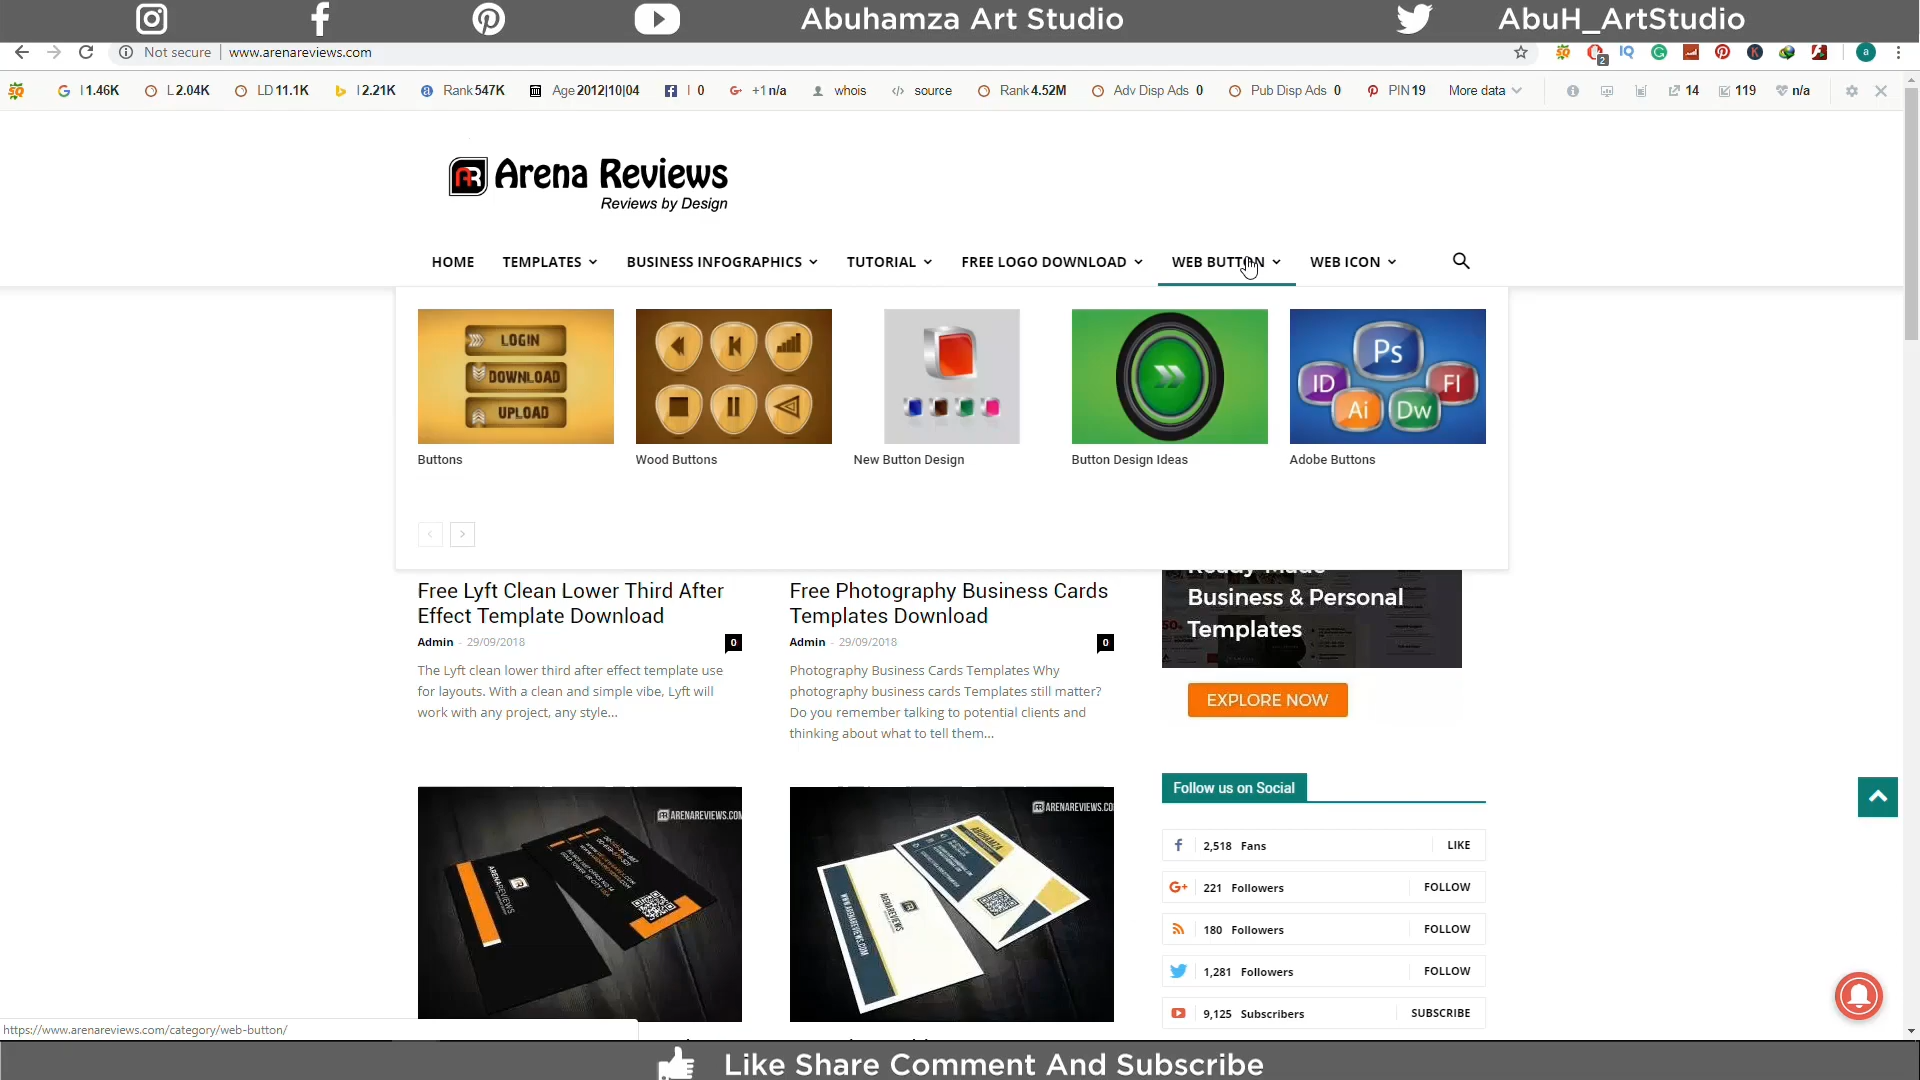 Abuhamza Art Studio
AbuH_ArtStudio
Not secure
www.arenareviews.com
I 1.46K
L 2.04K
LD 11.1K
I 2.21K
Rank 547K
Age 2012|10|04
I 0
+1 n/a
whois
source
Rank 4.52M
Adv Disp Ads 0
Pub Disp Ads 0
PIN 19
More data
14
119
n/a
Arena Reviews
Reviews by Design
HOME
TEMPLATES
BUSINESS INFOGRAPHICS
TUTORIAL
FREE LOGO DOWNLOAD
WEB BUTTON
WEB ICON
LOGIN
DOWNLOAD
UPLOAD
Ps
ID
Fl
Ai
Dw
Buttons
Wood Buttons
New Button Design
Button Design Ideas
Adobe Buttons
Free Lyft Clean Lower Third After
Effect Template Download
Admin - 29/09/2018
0
The Lyft clean lower third after effect template use
for layouts. With a clean and simple vibe, Lyft will
work with any project, any style...
Free Photography Business Cards
Templates Download
Admin - 29/09/2018
0
Photography Business Cards Templates Why
photography business cards Templates still matter?
Do you remember talking to potential clients and
thinking about what to tell them...
Ready-Made
Business & Personal
Templates
EXPLORE NOW
ARENAREVIEWS.COM
ARENAREVIEWS
ARENAREVIEWS.CO
ABUHAMZA
ARENAREVIEWS
WWW.ARENAREVIEWS.COM
Follow us on Social
2,518 Fans
LIKE
221 Followers
FOLLOW
180 Followers
FOLLOW
1,281 Followers
FOLLOW
9,125 Subscribers
SUBSCRIBE
https://www.arenareviews.com/category/web-button/
Like Share Comment And Subscribe